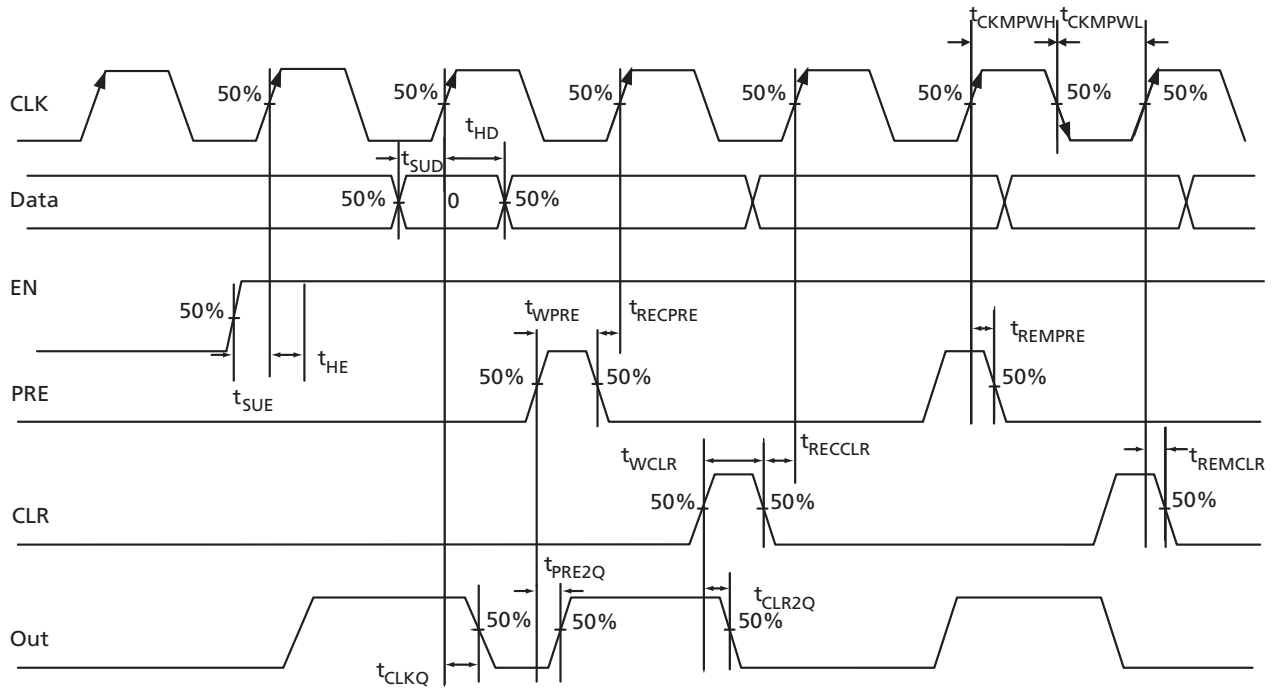 tCKMPWH tCKMPWL
CLK
50% 50% 50% 50% 50% 50% 50%
tHD
tSUD
Data
50% 0 50%
EN
50%
tHE
tSUE
tWPRE tRECPRE
tREMPRE
PRE
50% 50% 50%
tWCLR tRECCLR
tREMCLR
CLR
50% 50% 50%
tPRE2Q
tCLR2Q
Out
50% 50% 50%
tCLKQ